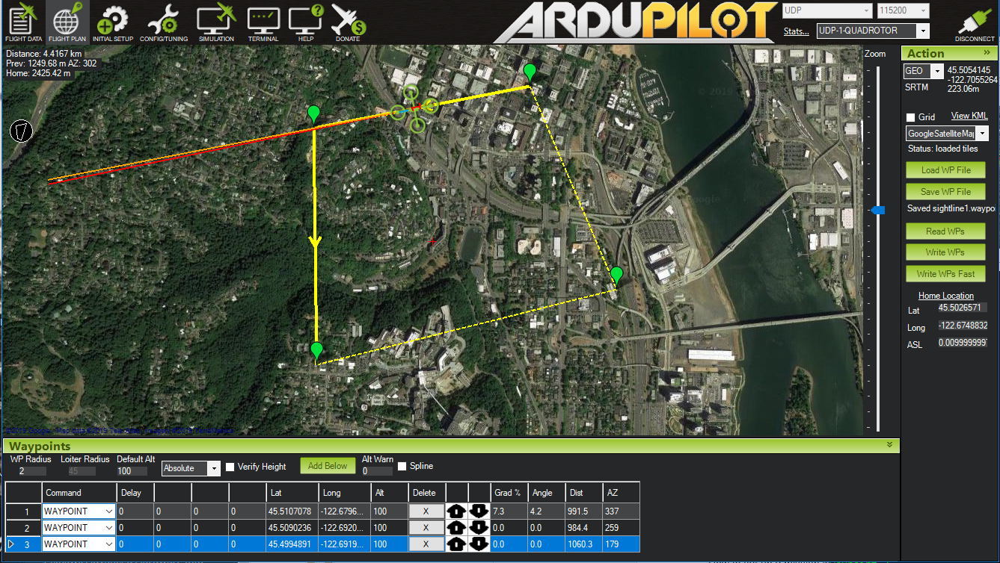 FLIGHT DATA FLIGHT PLAN INITIAL SETUP CONFIG/TUNING SIMULATION TERMINAL HELP DONATE
ARDUPILOT
UDP 115200
Stats... UDP-1-QUADROTOR
DISCONNECT
Distance: 4.4167 km
Prev: 1249.68 m AZ: 302
Home: 2425.42 m
Zoom
Action
GEO 45.5054145
-122.7055264
SRTM 223.06m
Grid View KML
GoogleSatelliteMap
Status: loaded tiles
Load WP File
Save WP File
Saved sightline1.waypo
Read WPs
Write WPs
Write WPs Fast
Home Location
Lat 45.5026571
Long -122.6748832
ASL 0.009999999
Waypoints
WP Radius Loiter Radius Default Alt Alt Warn
2 45 100 Absolute Verify Height Add Below 0 Spline
Command Delay Lat Long Alt Delete Grad % Angle Dist AZ
1 WAYPOINT 0 0 0 0 45.5107078 -122.6796... 100 X 7.3 4.2 991.5 337
2 WAYPOINT 0 0 0 0 45.5090236 -122.6920... 100 X 0.0 0.0 984.4 259
3 WAYPOINT 0 0 0 0 45.4994891 -122.6919... 100 X 0.0 0.0 1060.3 179